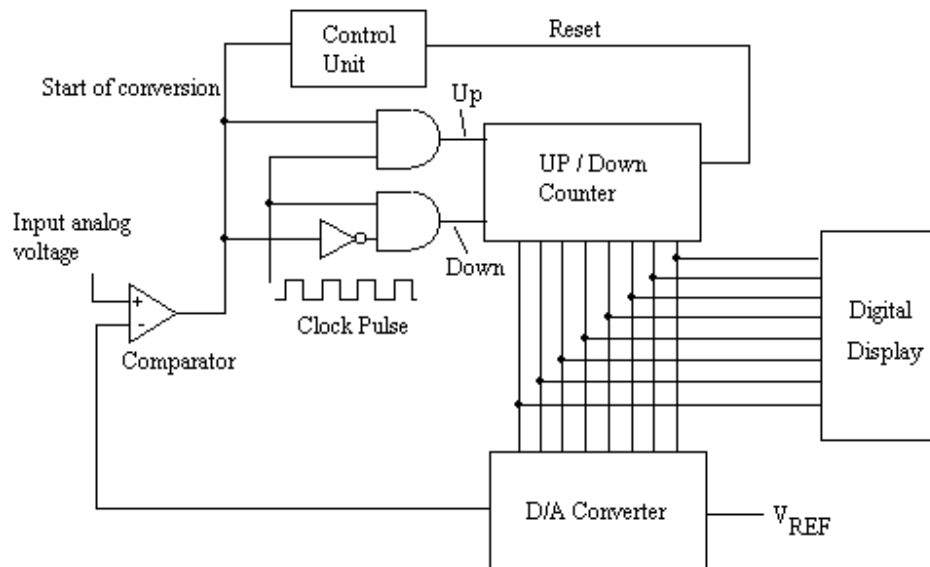 Control
Unit
Reset
Start of conversion
Up
UP / Down
Counter
Input analog
voltage
Down
+
-
Clock Pulse
Comparator
Digital
Display
D/A Converter
VREF